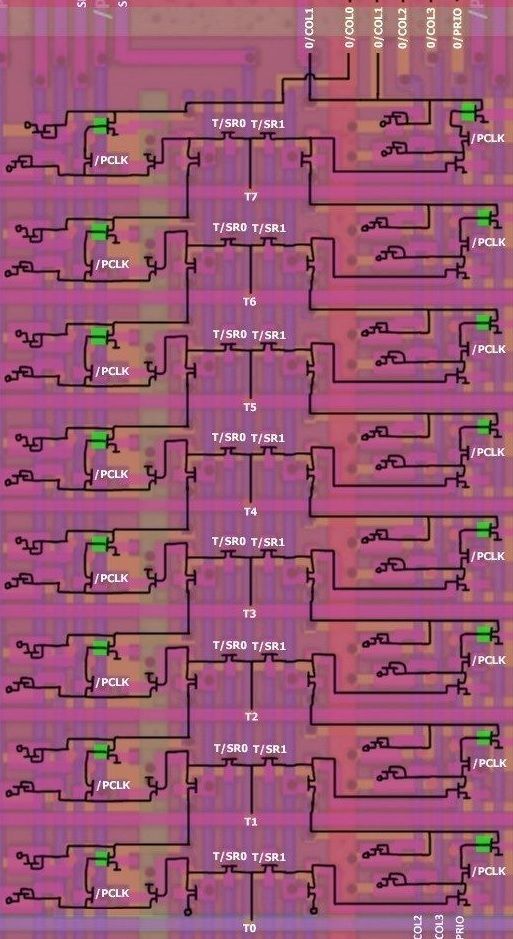 0/COL1
0/COL0
0/COL1
0/COL2
0/COL3
0/PRIO
T/SR0 T/SR1
/PCLK
/PCLK
T7
T/SR0 T/SR1
/PCLK
/PCLK
T6
T/SR0 T/SR1
/PCLK
/PCLK
T5
T/SR0 T/SR1
/PCLK
/PCLK
T4
T/SR0 T/SR1
/PCLK
/PCLK
T3
T/SR0 T/SR1
/PCLK
/PCLK
T2
T/SR0 T/SR1
/PCLK
/PCLK
T1
T/SR0 T/SR1
/PCLK
/PCLK
T0
COL2
COL3
PRIO